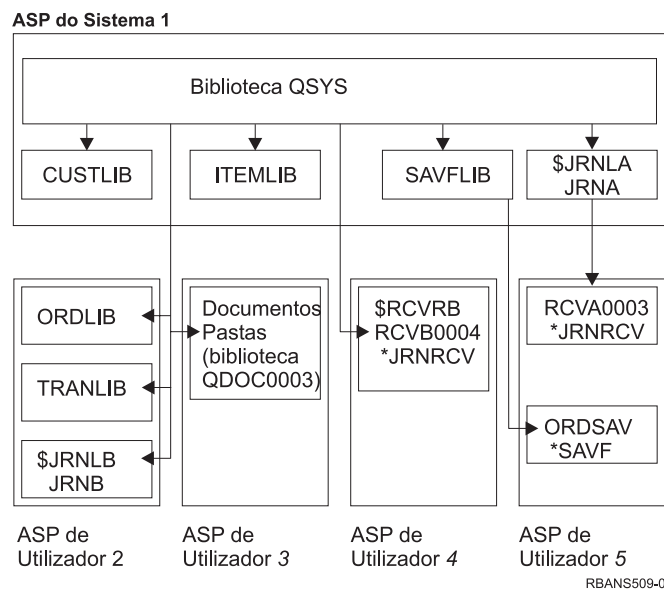 ASP do Sistema 1
Biblioteca QSYS
CUSTLIB
ITEMLIB
SAVFLIB
$JRNLA
JRNA
ORDLIB
TRANLIB
$JRNLB
JRNB
Documentos
Pastas
(biblioteca
QDOC0003)
$RCVRB
RCVB0004
*JRNRCV
RCVA0003
*JRNRCV
ORDSAV
*SAVF
ASP de
Utilizador 2
ASP de
Utilizador 3
ASP de
Utilizador 4
ASP de
Utilizador 5
RBANS509-0